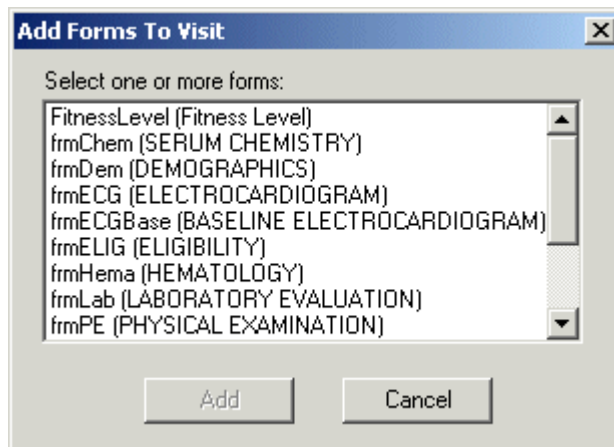 Add Forms To Visit
Select one or more forms:
FitnessLevel (Fitness Level)
frmChem (SERUM CHEMISTRY)
frmDem (DEMOGRAPHICS)
frmECG (ELECTROCARDIOGRAM)
frmECGBase (BASELINE ELECTROCARDIOGRAM)
frmELIG (ELIGIBILITY)
frmHema (HEMATOLOGY)
frmLab (LABORATORY EVALUATION)
frmPE (PHYSICAL EXAMINATION)
Add Cancel